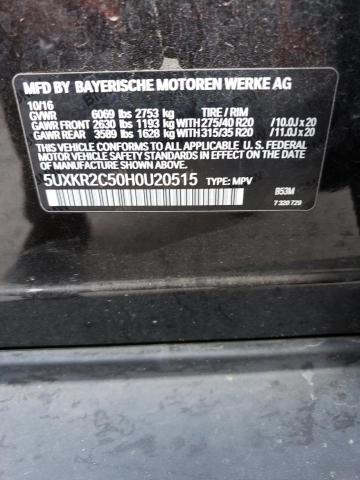 MFD BY BAYERISCHE MOTOREN WERKE AG
10/16
GVWR 6069 lbs 2753 kg TIRE / RIM
GAWR FRONT 2630 lbs 1193 kg WITH 275/40 R20 /10.0J x 20
GAWR REAR 3589 lbs 1628 kg WITH 315/35 R20 /11.0J x 20
THIS VEHICLE CONFORMS TO ALL APPLICABLE U.S. FEDERAL
MOTOR VEHICLE SAFETY AND THEFT PREVENTION STANDARDS
IN EFFECT ON THE DATE OF MANUFACTURE SHOWN ABOVE.
5UXKR2C50H0U20515 TYPE: MPV
B53M
7 320 729